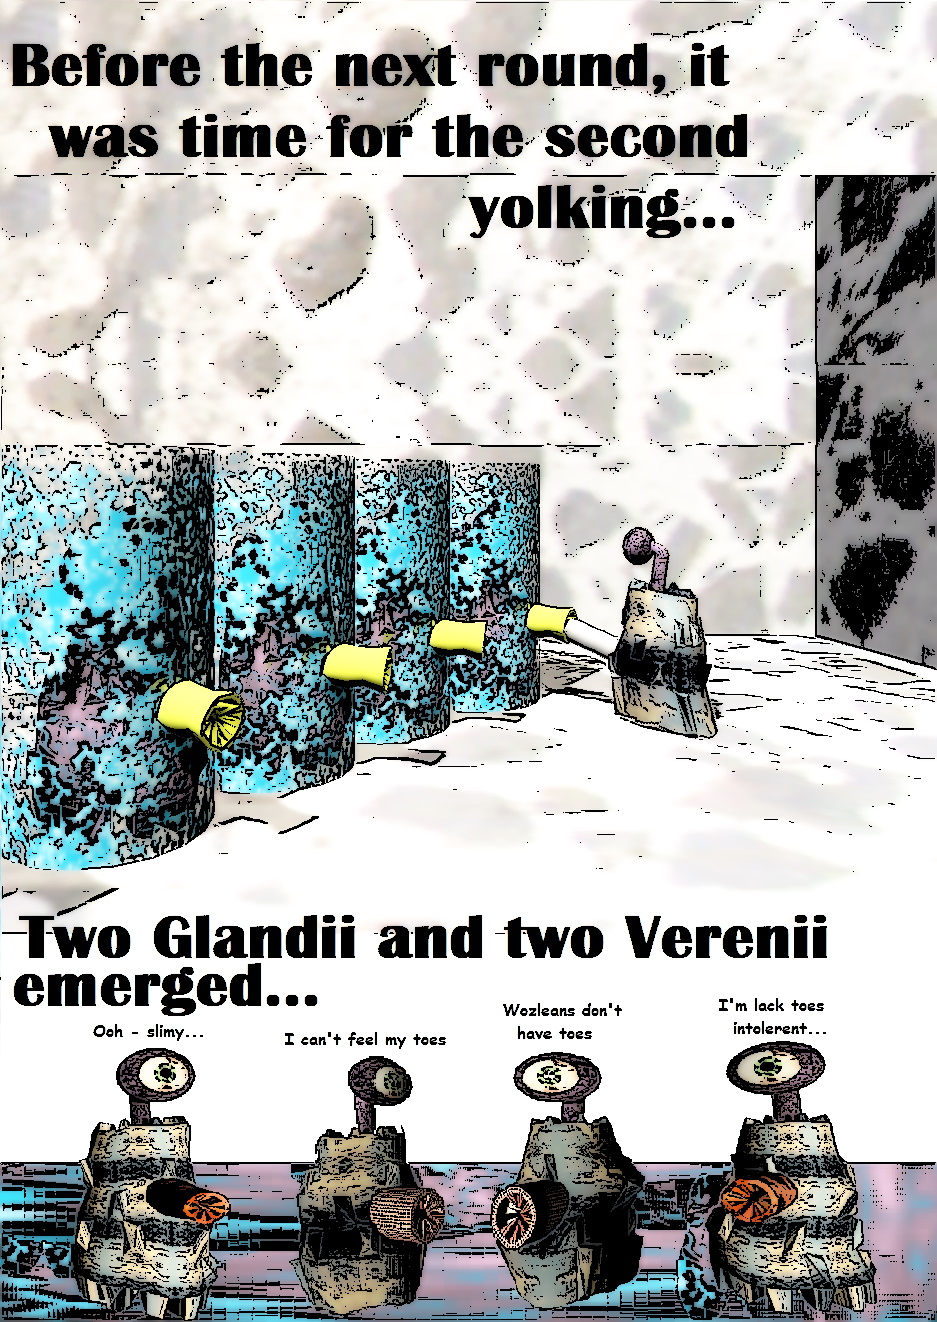 Before the next round, it
was time for the second
yolking...
Two Glandii and two Verenii
emerged...
Ooh - slimy...
I can't feel my toes
Wozleans don't
have toes
I'm lack toes
intolerent...